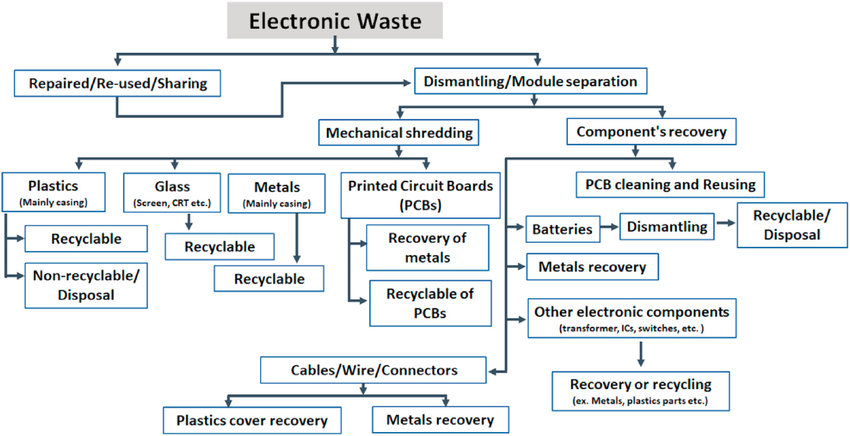 Electronic Waste
Repaired/Re-used/Sharing
Dismantling/Module separation
Mechanical shredding
Component's recovery
Plastics
(Mainly casing)
Glass
(Screen, CRT etc.)
Metals
(Mainly casing)
Printed Circuit Boards
(PCBs)
PCB cleaning and Reusing
Recyclable
Recyclable
Recyclable
Non-recyclable/
Disposal
Recovery of
metals
Recyclable of
PCBs
Batteries
Dismantling
Recyclable/
Disposal
Metals recovery
Other electronic components
(transformer, ICs, switches, etc. )
Recovery or recycling
(ex. Metals, plastics parts etc.)
Cables/Wire/Connectors
Plastics cover recovery
Metals recovery